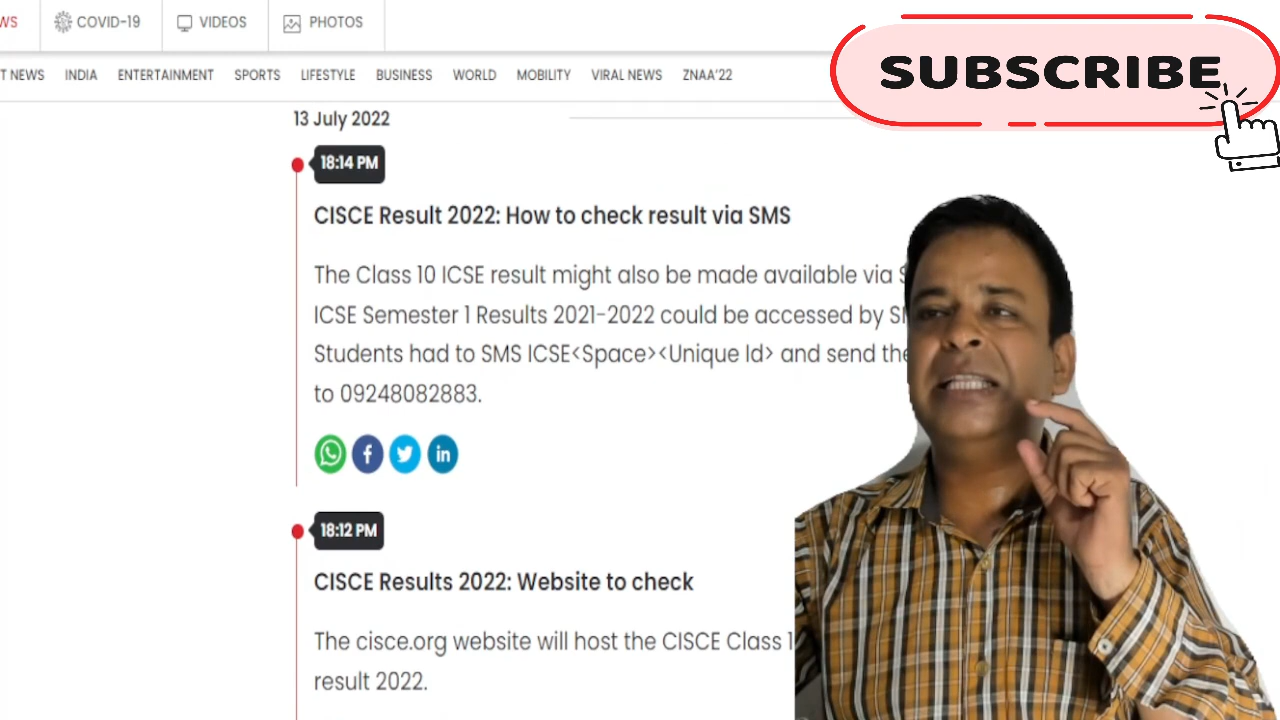 WS COVID-19 VIDEOS PHOTOS
T NEWS INDIA ENTERTAINMENT SPORTS LIFESTYLE BUSINESS WORLD MOBILITY VIRAL NEWS ZNAA'22
SUBSCRIBE
13 July 2022
18:14 PM
CISCE Result 2022: How to check result via SMS
The Class 10 ICSE result might also be made available via S
ICSE Semester 1 Results 2021-2022 could be accessed by SM
Students had to SMS ICSE<Space><Unique Id> and send the
to 09248082883.
f in
18:12 PM
CISCE Results 2022: Website to check
The cisce.org website will host the CISCE Class 1
result 2022.